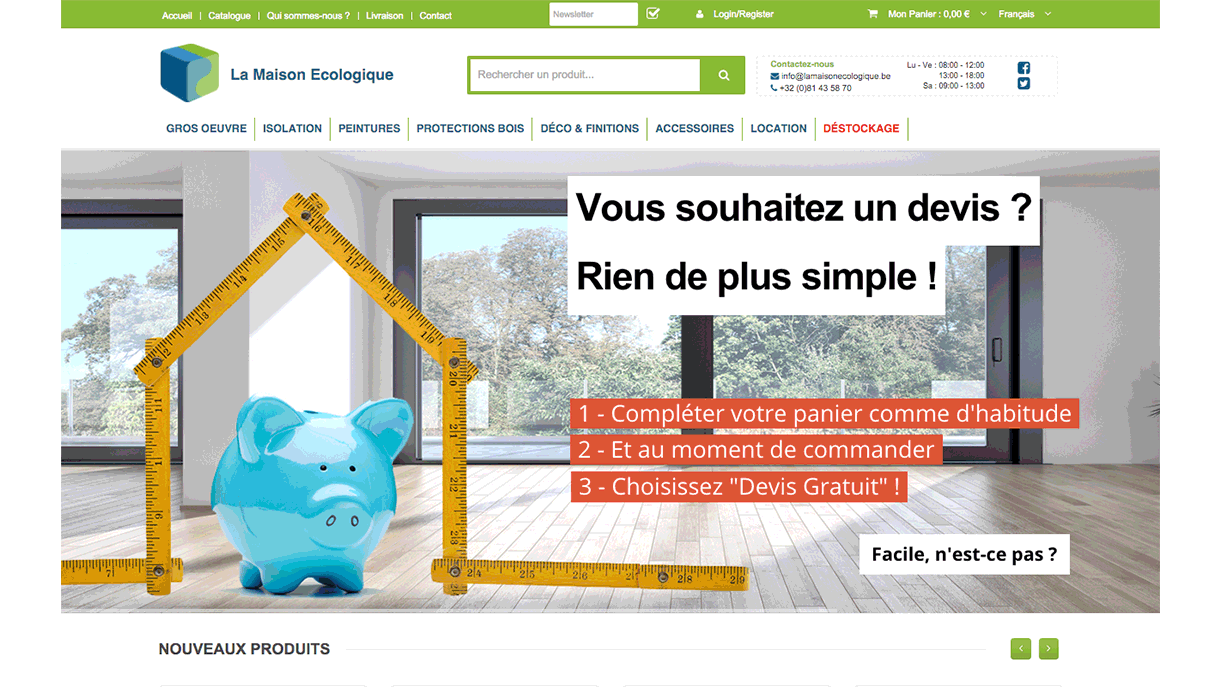 Accueil | Catalogue | Qui sommes-nous ? | Livraison | Contact
Newsletter
Login/Register
Mon Panier : 0,00 €
Français
La Maison Ecologique
Rechercher un produit...
Contactez-nous
info@lamaisonecologique.be
+32 (0)81 43 58 70
Lu - Ve : 08:00 - 12:00
13:00 - 18:00
Sa : 09:00 - 13:00
GROS OEUVRE
ISOLATION
PEINTURES
PROTECTIONS BOIS
DÉCO & FINITIONS
ACCESSOIRES
LOCATION
DÉSTOCKAGE
Vous souhaitez un devis ?
Rien de plus simple !
1 - Compléter votre panier comme d'habitude
2 - Et au moment de commander
3 - Choisissez "Devis Gratuit" !
Facile, n'est-ce pas ?
NOUVEAUX PRODUITS